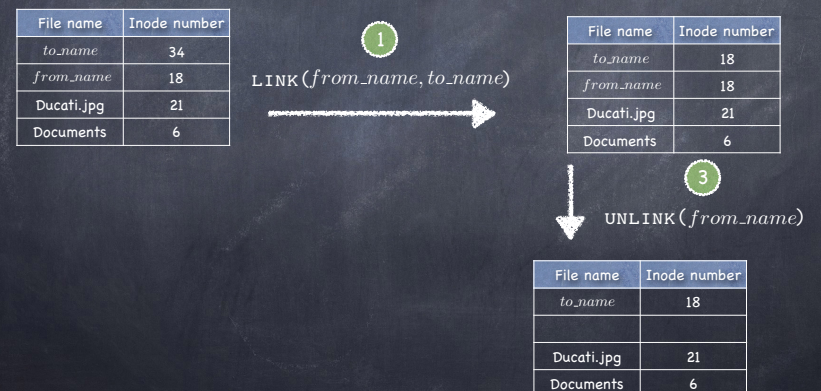 File name Inode number
to_name 34
from_name 18
Ducati.jpg 21
Documents 6
1
LINK(from_name, to_name)
File name Inode number
to_name 18
from_name 18
Ducati.jpg 21
Documents 6
3
UNLINK(from_name)
File name Inode number
to_name 18
Ducati.jpg 21
Documents 6